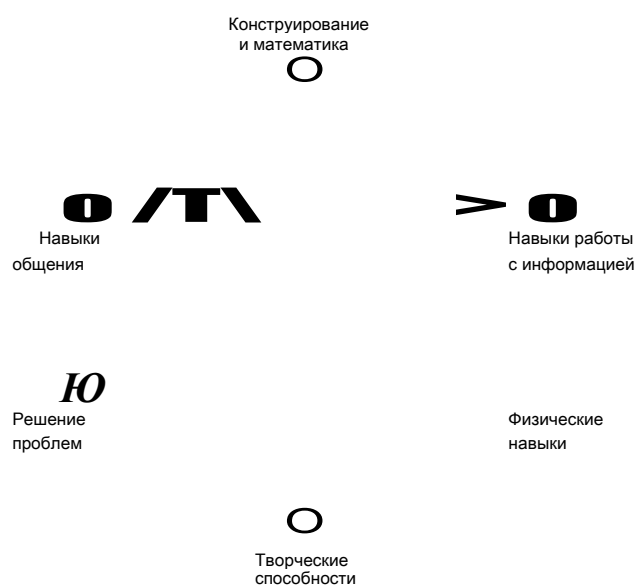 Конструирование
и математика
О
о /Т\ > о
Навыки
общения
Навыки работы
с информацией
Ю
Решение
проблем
Физические
навыки
О
Творческие
способности